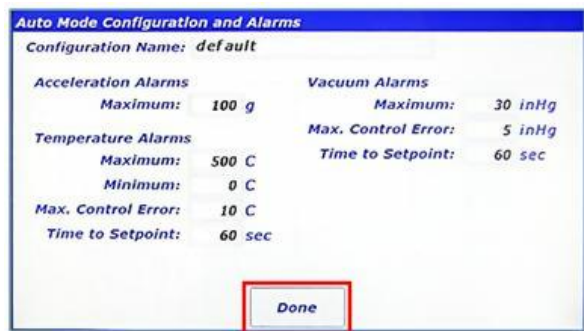 Auto Mode Configuration and Alarms
Configuration Name: default
Acceleration Alarms
Maximum: 100 g
Temperature Alarms
Maximum: 500 C
Minimum: 0 C
Max. Control Error: 10 C
Time to Setpoint: 60 sec
Vacuum Alarms
Maximum: 30 inHg
Max. Control Error: 5 inHg
Time to Setpoint: 60 sec
Done